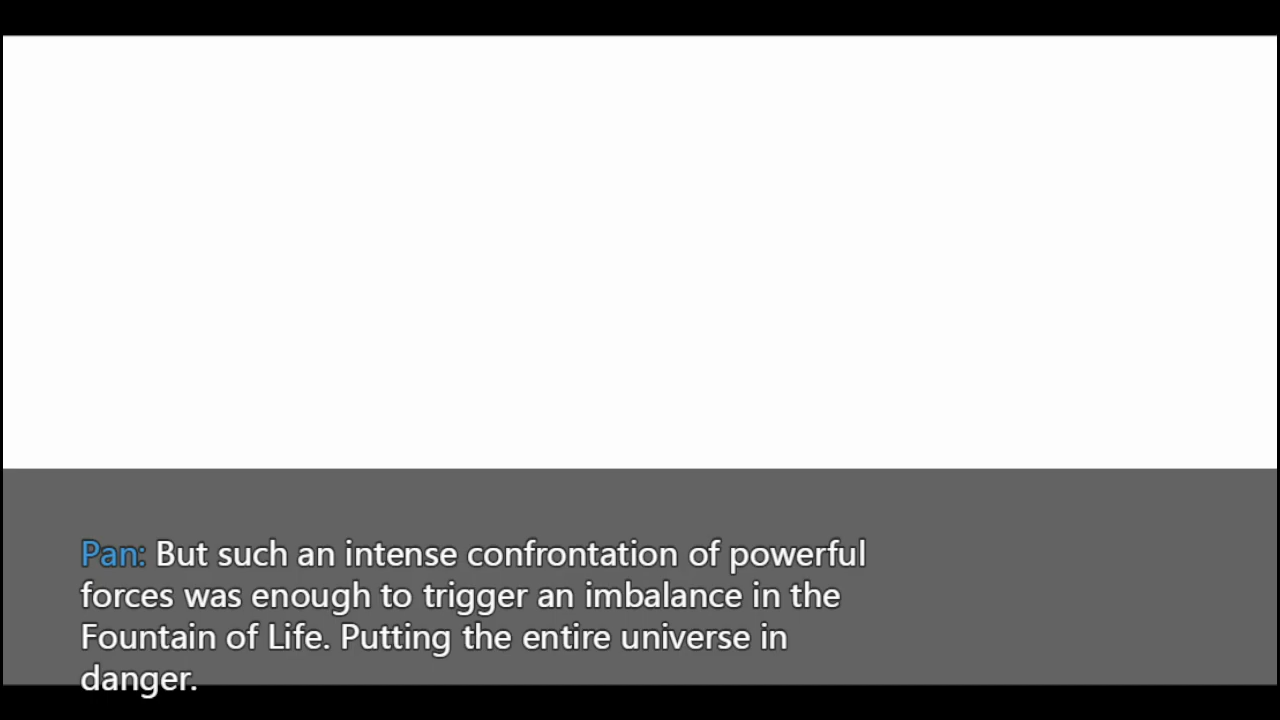 Pan: But such an intense confrontation of powerful
forces was enough to trigger an imbalance in the
Fountain of Life. Putting the entire universe in
danger.